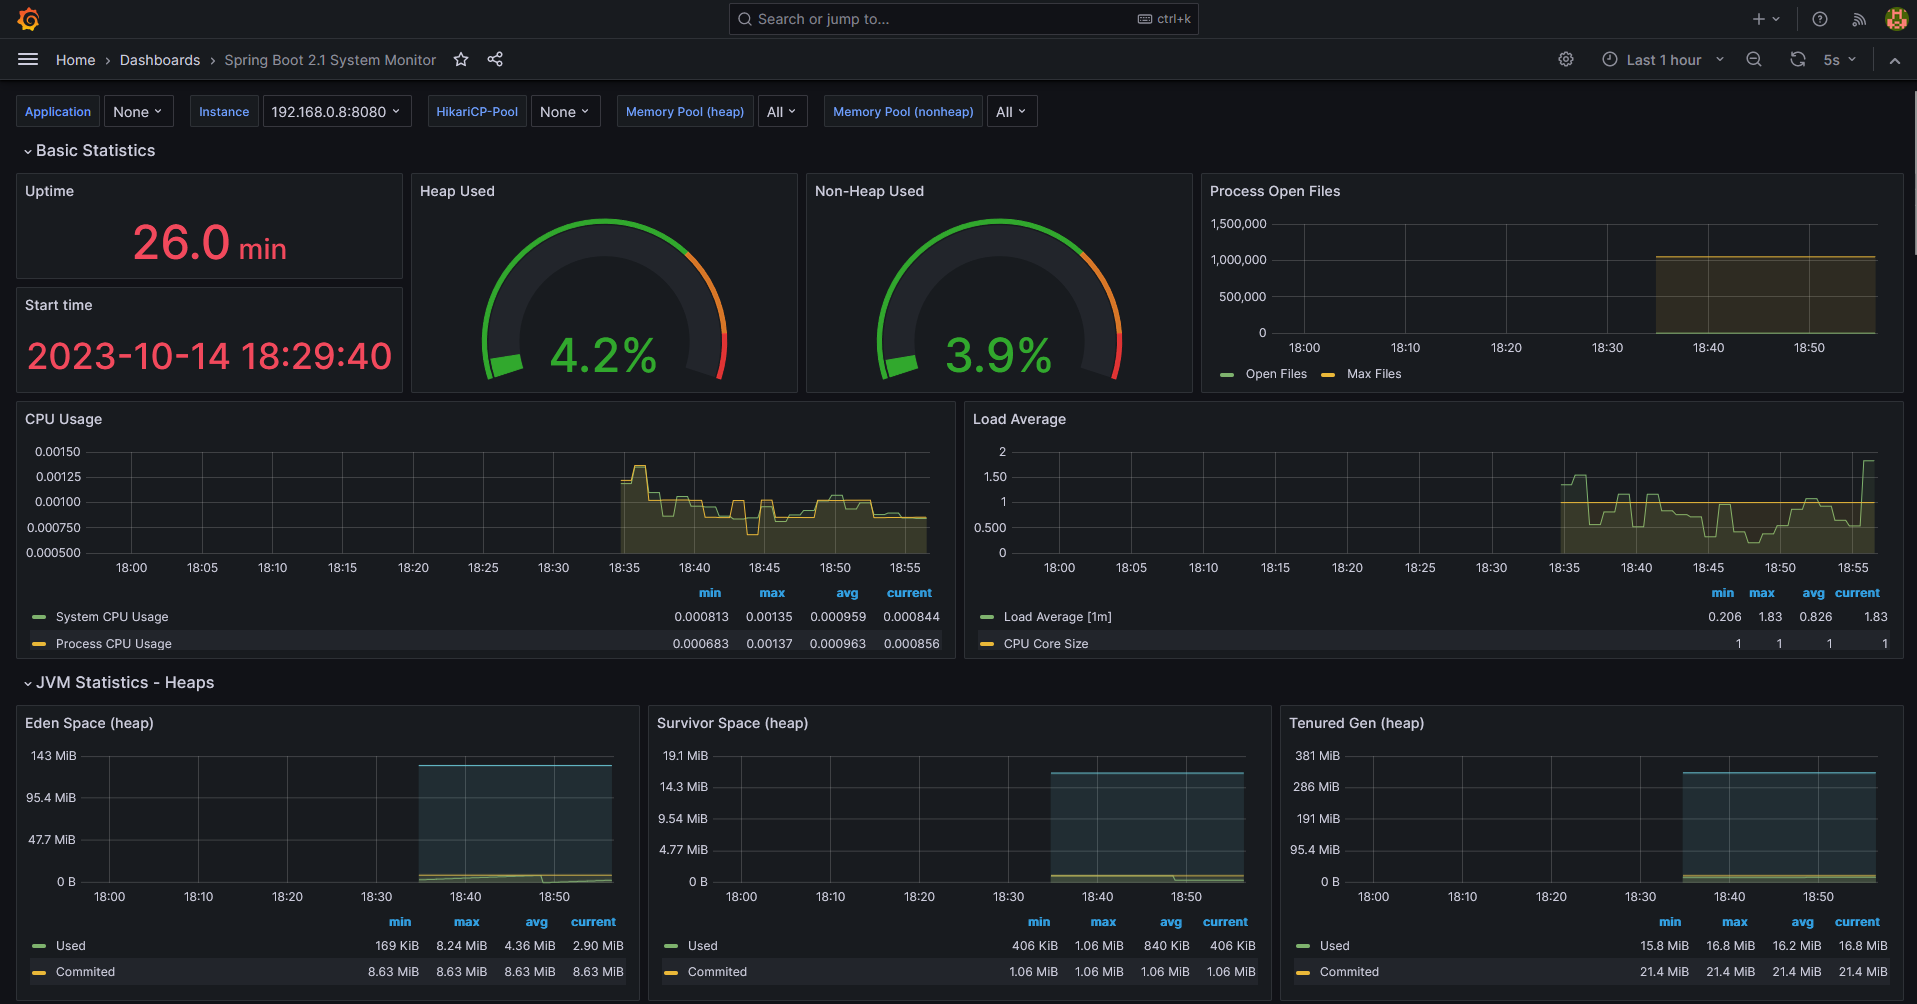 Search or jump to...
ctrl+k
Home › Dashboards › Spring Boot 2.1 System Monitor
Last 1 hour
5s
Application None
Instance 192.168.0.8:8080
HikariCP-Pool None
Memory Pool (heap) All
Memory Pool (nonheap) All
Basic Statistics
Uptime
26.0 min
Start time
2023-10-14 18:29:40
Heap Used
4.2%
Non-Heap Used
3.9%
Process Open Files
1,500,000
1,000,000
500,000
0
18:00 18:10 18:20 18:30 18:40 18:50
Open Files Max Files
CPU Usage
0.00150
0.00125
0.00100
0.000750
0.000500
18:00 18:05 18:10 18:15 18:20 18:25 18:30 18:35 18:40 18:45 18:50 18:55
min max avg current
System CPU Usage 0.000813 0.00135 0.000959 0.000844
Process CPU Usage 0.000683 0.00137 0.000963 0.000856
Load Average
2
1.50
1
0.500
0
18:00 18:05 18:10 18:15 18:20 18:25 18:30 18:35 18:40 18:45 18:50 18:55
min max avg current
Load Average [1m] 0.206 1.83 0.826 1.83
CPU Core Size 1 1 1 1
JVM Statistics - Heaps
Eden Space (heap)
143 MiB
95.4 MiB
47.7 MiB
0 B
18:00 18:10 18:20 18:30 18:40 18:50
min max avg current
Used 169 KiB 8.24 MiB 4.36 MiB 2.90 MiB
Commited 8.63 MiB 8.63 MiB 8.63 MiB 8.63 MiB
Survivor Space (heap)
19.1 MiB
14.3 MiB
9.54 MiB
4.77 MiB
0 B
18:00 18:10 18:20 18:30 18:40 18:50
min max avg current
Used 406 KiB 1.06 MiB 840 KiB 406 KiB
Commited 1.06 MiB 1.06 MiB 1.06 MiB 1.06 MiB
Tenured Gen (heap)
381 MiB
286 MiB
191 MiB
95.4 MiB
0 B
18:00 18:10 18:20 18:30 18:40 18:50
min max avg current
Used 15.8 MiB 16.8 MiB 16.2 MiB 16.8 MiB
Commited 21.4 MiB 21.4 MiB 21.4 MiB 21.4 MiB